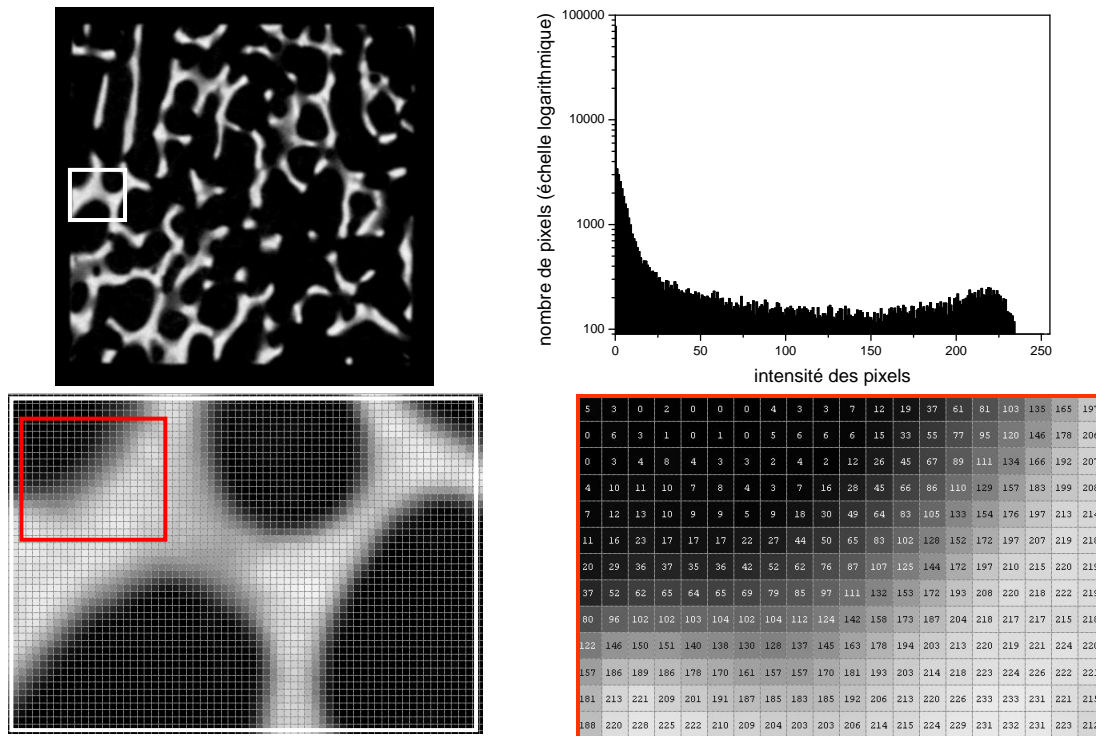 100000
10000
1000
100
nombre de pixels (échelle logarithmique)
0 50 100 150 200 250
intensité des pixels
5 3 0 2 0 0 0 4 3 3 7 12 19 37 61 81 103 135 165 197
0 6 3 1 0 1 0 5 6 6 6 15 33 55 77 95 120 146 178 206
0 3 4 8 4 3 3 2 4 2 12 26 45 67 89 111 134 166 192 207
4 10 11 10 7 8 4 3 7 16 28 45 66 86 110 129 157 183 199 208
7 12 13 10 9 9 5 9 18 30 49 64 83 105 133 154 176 197 213 214
11 16 23 17 17 17 22 27 44 50 65 83 102 128 152 172 197 207 219 218
20 29 36 37 35 36 42 52 62 76 87 107 125 144 172 197 210 215 220 219
37 52 62 65 64 65 69 79 85 97 111 132 153 172 193 208 220 218 222 219
80 96 102 102 103 104 102 104 112 124 142 158 173 187 204 218 217 217 215 218
122 146 150 151 140 138 130 128 137 145 163 178 194 203 213 220 219 221 224 220
157 186 189 186 178 170 161 157 157 170 181 193 203 214 218 223 224 226 222 223
181 213 221 209 201 191 187 185 183 185 192 206 213 220 226 233 233 231 221 215
188 220 228 225 222 210 209 204 203 203 206 214 215 224 229 231 232 231 223 212